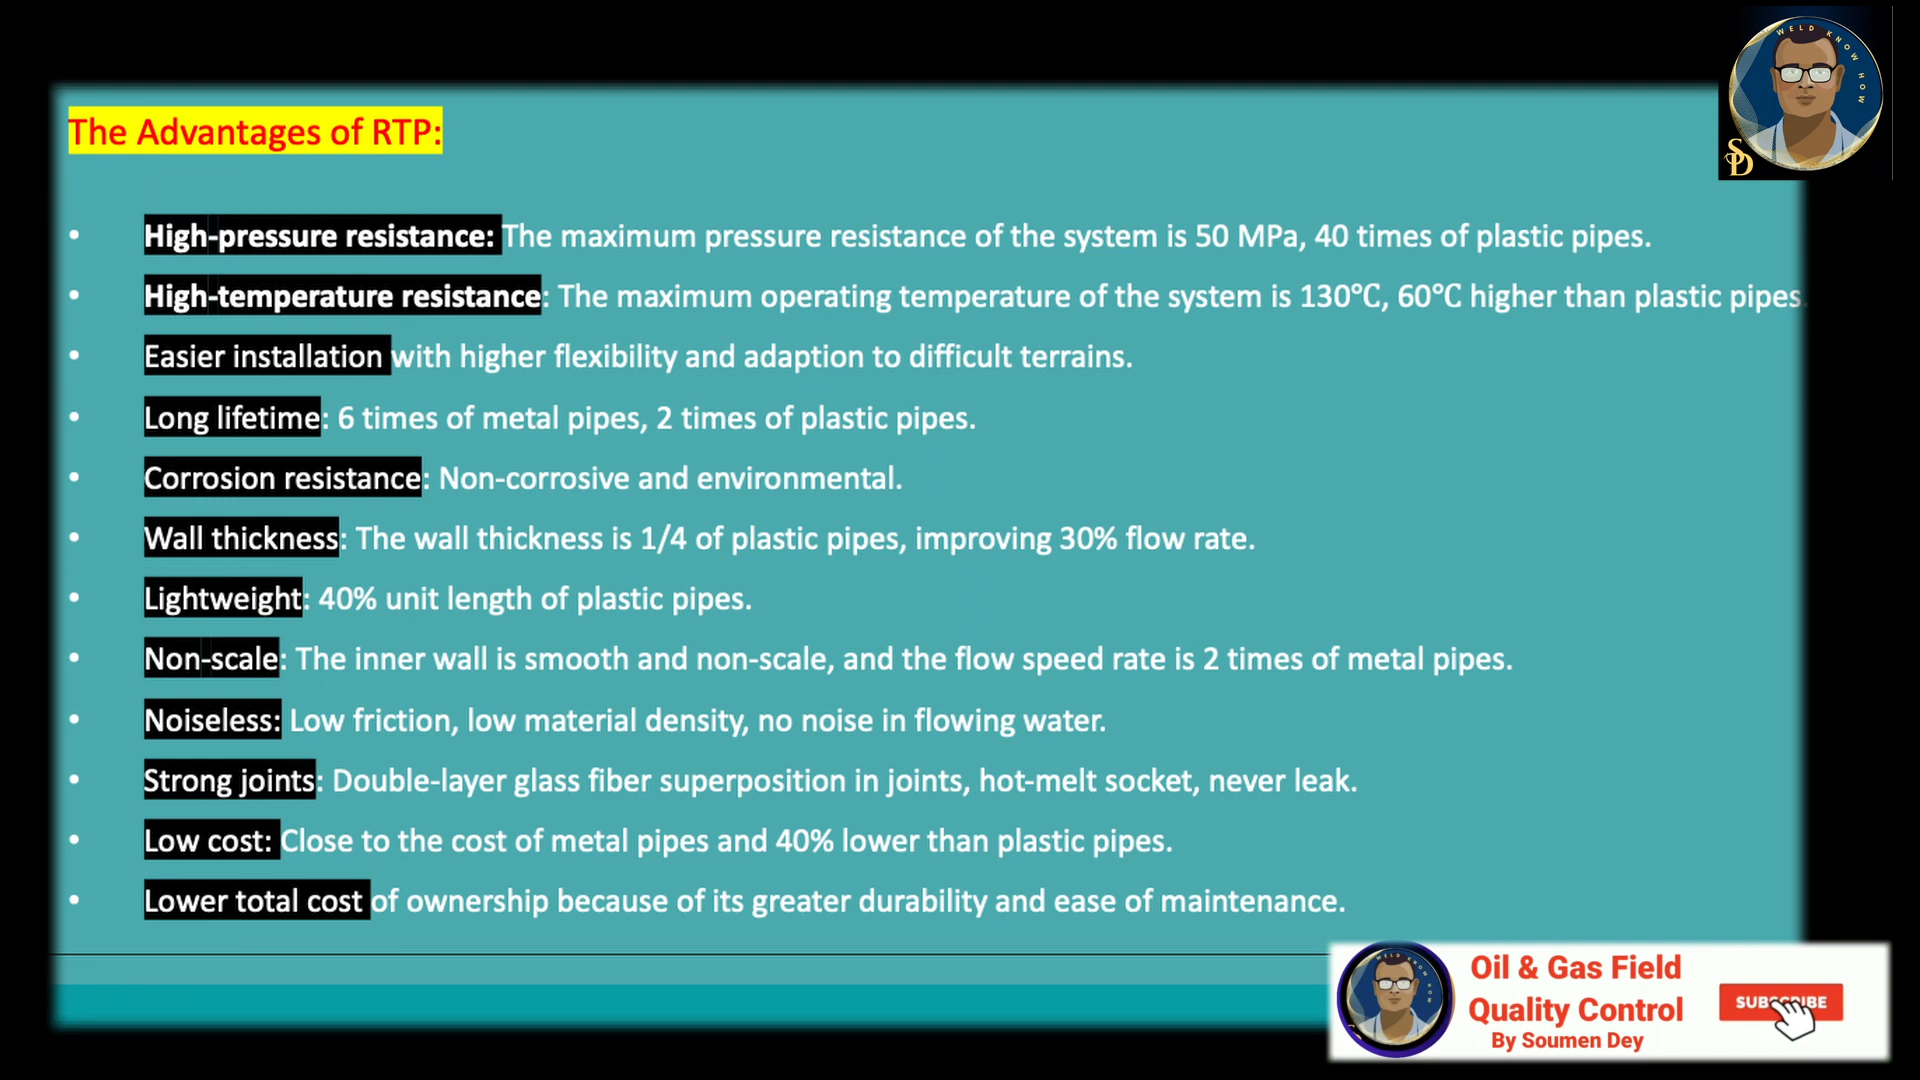 WELD KNOW HOW
SD
The Advantages of RTP:
• High-pressure resistance: The maximum pressure resistance of the system is 50 MPa, 40 times of plastic pipes.
• High-temperature resistance: The maximum operating temperature of the system is 130℃, 60℃ higher than plastic pipes.
• Easier installation with higher flexibility and adaption to difficult terrains.
• Long lifetime: 6 times of metal pipes, 2 times of plastic pipes.
• Corrosion resistance: Non-corrosive and environmental.
• Wall thickness: The wall thickness is 1/4 of plastic pipes, improving 30% flow rate.
• Lightweight: 40% unit length of plastic pipes.
• Non-scale: The inner wall is smooth and non-scale, and the flow speed rate is 2 times of metal pipes.
• Noiseless: Low friction, low material density, no noise in flowing water.
• Strong joints: Double-layer glass fiber superposition in joints, hot-melt socket, never leak.
• Low cost: Close to the cost of metal pipes and 40% lower than plastic pipes.
• Lower total cost of ownership because of its greater durability and ease of maintenance.
WELD KNOW HOW
Oil & Gas Field
Quality Control
By Soumen Dey
SUBSCRIBE